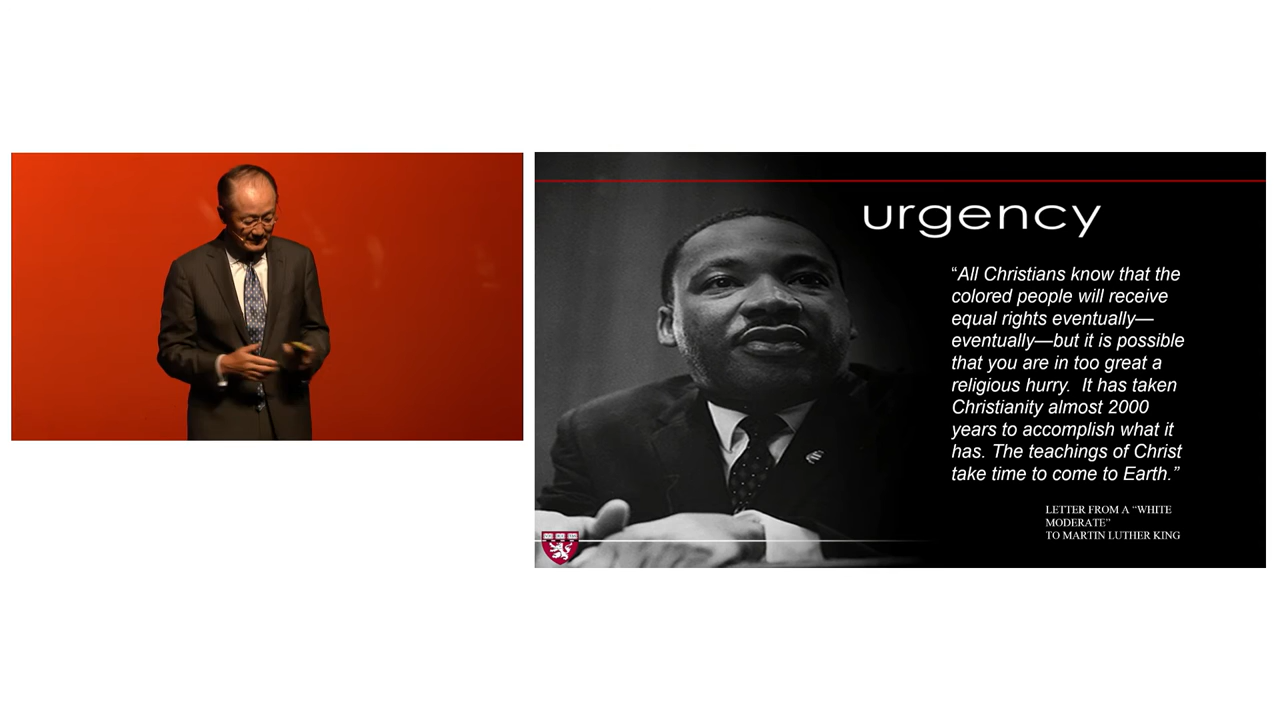 urgency
“All Christians know that the
colored people will receive
equal rights eventually—
eventually—but it is possible
that you are in too great a
religious hurry.  It has taken
Christianity almost 2000
years to accomplish what it
has. The teachings of Christ
take time to come to Earth.”
LETTER FROM A “WHITE
MODERATE”
TO MARTIN LUTHER KING